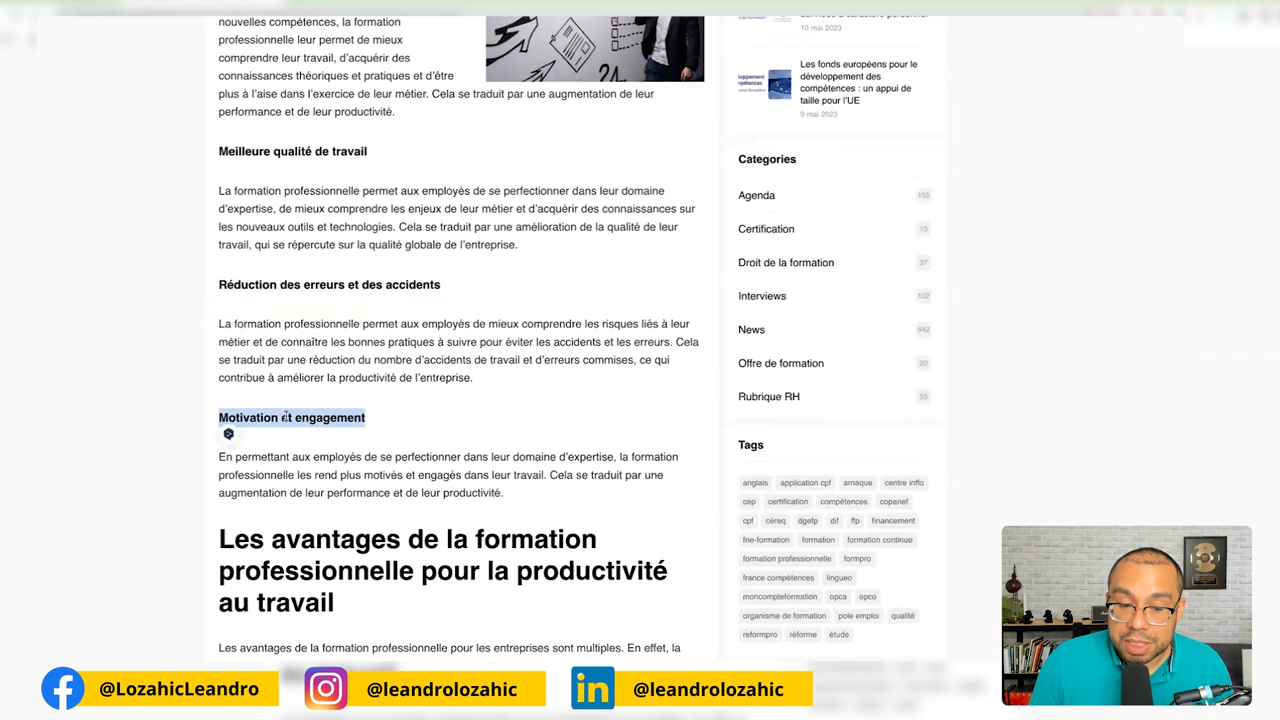 nouvelles compétences, la formation
professionnelle leur permet de mieux
comprendre leur travail, d'acquérir des
connaissances théoriques et pratiques et d'être
plus à l'aise dans l'exercice de leur métier. Cela se traduit par une augmentation de leur
performance et de leur productivité.
Meilleure qualité de travail
La formation professionnelle permet aux employés de se perfectionner dans leur domaine
d'expertise, de mieux comprendre les enjeux de leur métier et d'acquérir des connaissances sur
les nouveaux outils et technologies. Cela se traduit par une amélioration de la qualité de leur
travail, qui se répercute sur la qualité globale de l'entreprise.
Réduction des erreurs et des accidents
La formation professionnelle permet aux employés de mieux comprendre les risques liés à leur
métier et de connaître les bonnes pratiques à suivre pour éviter les accidents et les erreurs. Cela
se traduit par une réduction du nombre d'accidents de travail et d'erreurs commises, ce qui
contribue à améliorer la productivité de l'entreprise.
Motivation et engagement
En permettant aux employés de se perfectionner dans leur domaine d'expertise, la formation
professionnelle les rend plus motivés et engagés dans leur travail. Cela se traduit par une
augmentation de leur performance et de leur productivité.
Les avantages de la formation
professionnelle pour la productivité
au travail
Les avantages de la formation professionnelle pour les entreprises sont multiples. En effet, la
10 mai 2023
Les fonds européens pour le
développement des
compétences : un appui de
taille pour l'UE
9 mai 2023
Categories
Agenda 155
Certification 15
Droit de la formation 37
Interviews 102
News 942
Offre de formation 20
Rubrique RH 55
Tags
anglais application cpf arnaque centre inffo
cep certification compétences copanef
cpf céreq dgefp dif ffp financement
fne-formation formation formation continue
formation professionnelle formpro
france compétences lingueo
moncompteformation opca opco
organisme de formation pole emploi qualité
reformpro réforme étude
@LozahicLeandro @leandrolozahic in @leandrolozahic